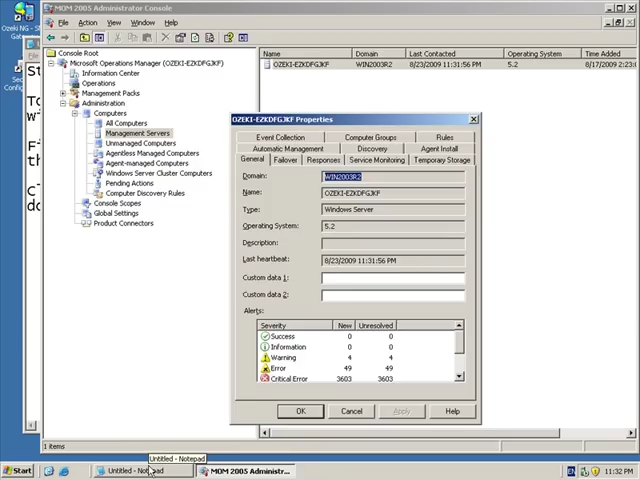 MOM 2005 Administrator Console
File Action View Window Help
Ozeki NG -
Console Root
Microsoft Operations Manager (OZEKI-EZKDFGJKF)
Information Center
Operations
Management Packs
Administration
Computers
All Computers
Management Servers
Unmanaged Computers
Agentless Managed Computers
Agent-managed Computers
Windows Server Cluster Computers
Pending Actions
Computer Discovery Rules
Console Scopes
Global Settings
Product Connectors
Name Domain Last Contacted Operating System Time Added
OZEKI-EZKDFGJKF WIN2003R2 8/23/2009 11:31:56 PM 5.2 8/17/2009 2:23:
OZEKI-EZKDFGJKF Properties
Event Collection Computer Groups Rules
Automatic Management Discovery Agent Install
General Failover Responses Service Monitoring Temporary Storage
Domain: WIN2003R2
Name: OZEKI-EZKDFGJKF
Type: Windows Server
Operating System: 5.2
Description:
Last heartbeat: 8/23/2009 11:31:56 PM
Custom data 1:
Custom data 2:
Alerts:
Severity New Unresolved
Success 0 0
Information 0 0
Warning 4 4
Error 49 49
Critical Error 3603 3603
OK Cancel Apply Help
1 items
Untitled - Notepad
Start Untitled - Notepad MOM 2005 Administr... EN 11:32 PM